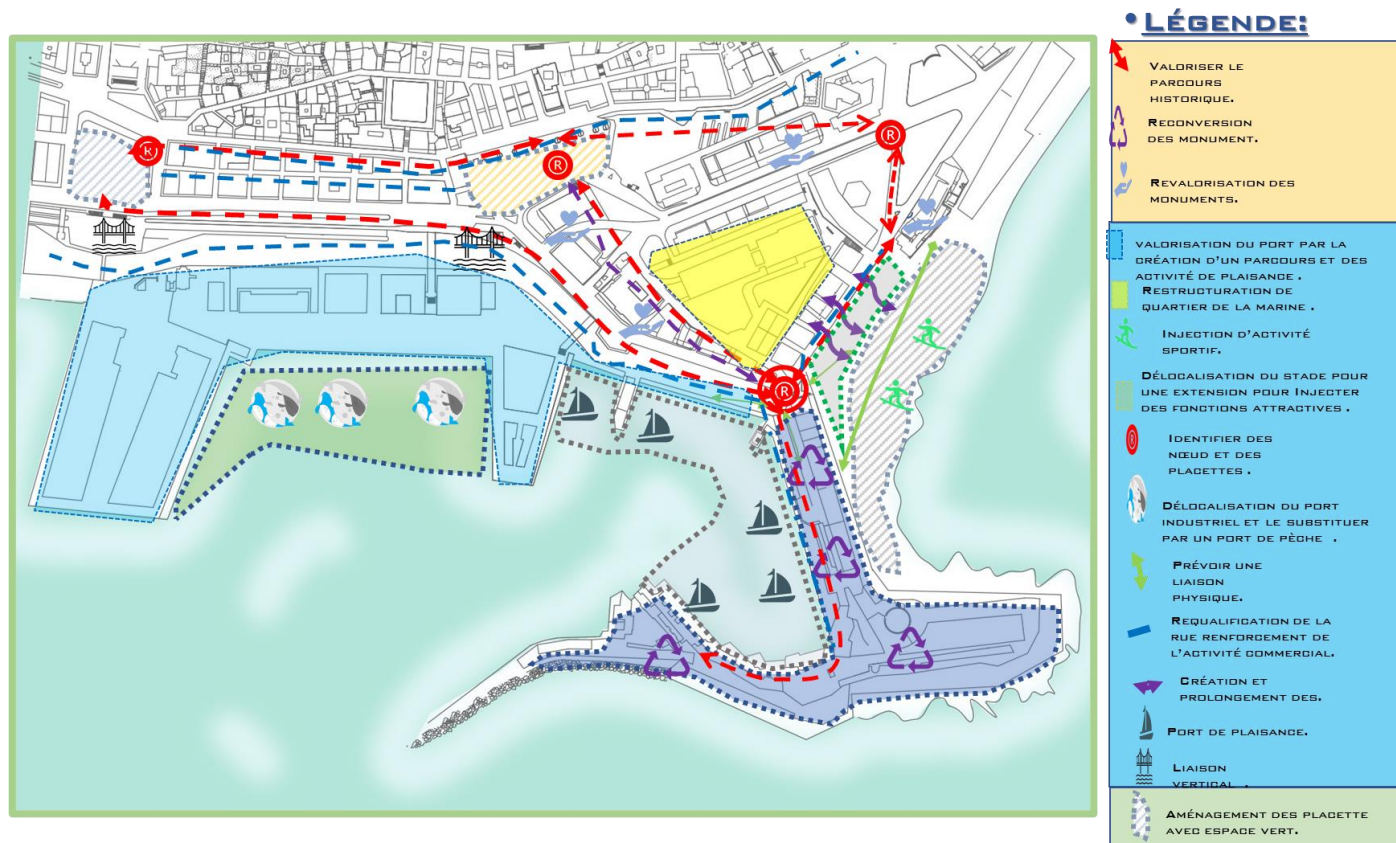 • LÉGENDE:
VALORISER LE
PARCOURS
HISTORIQUE.
RECONVERSION
DES MONUMENT.
REVALORISATION DES
MONUMENTS.
VALORISATION DU PORT PAR LA
CRÉATION D'UN PARCOURS ET DES
ACTIVITÉ DE PLAISANCE .
RESTRUCTURATION DE
QUARTIER DE LA MARINE .
INJECTION D'ACTIVITÉ
SPORTIF.
DÉLOCALISATION DU STADE POUR
UNE EXTENSION POUR INJECTER
DES FONCTIONS ATTRACTIVES .
R
IDENTIFIER DES
NŒUD ET DES
PLACETTES .
DÉLOCALISATION DU PORT
INDUSTRIEL ET LE SUBSTITUER
PAR UN PORT DE PÈCHE .
PRÉVOIR UNE
LIAISON
PHYSIQUE.
REQUALIFICATION DE LA
RUE RENFORCEMENT DE
L'ACTIVITÉ COMMERCIAL.
CRÉATION ET
PROLONGEMENT DES.
PORT DE PLAISANCE.
LIAISON
VERTICAL .
AMÉNAGEMENT DES PLACETTE
AVEC ESPACE VERT.
R
R
R
R